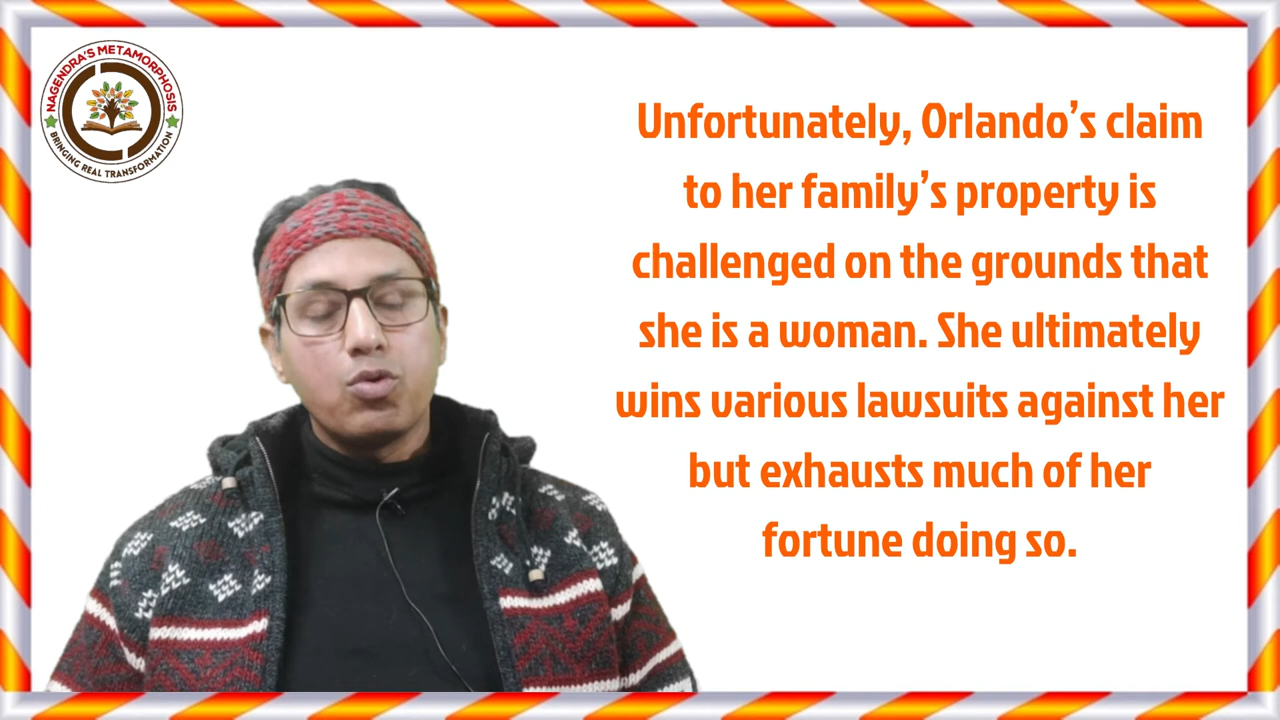 NAGENDRA'S METAMORPHOSIS
BRINGING REAL TRANSFORMATION
Unfortunately, Orlando's claim
to her family's property is
challenged on the grounds that
she is a woman. She ultimately
wins various lawsuits against her
but exhausts much of her
fortune doing so.